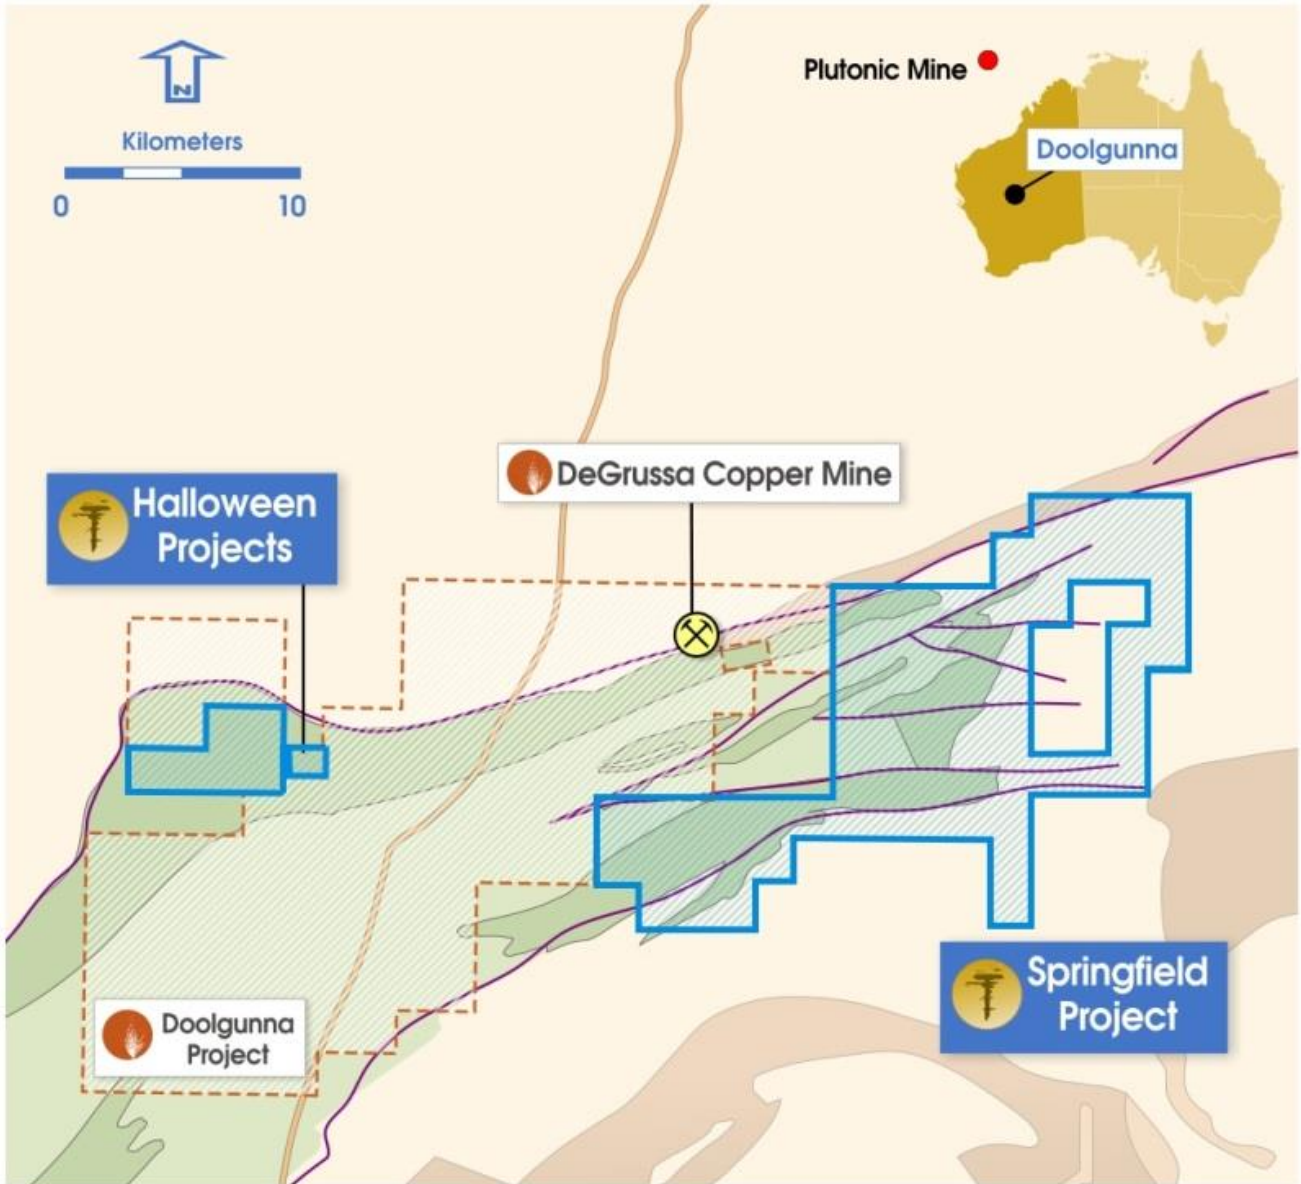 Plutonic Mine
N
Kilometers
Doolgunna
0 10
DeGrussa Copper Mine
Halloween
Projects
Springfield
Project
Doolgunna
Project